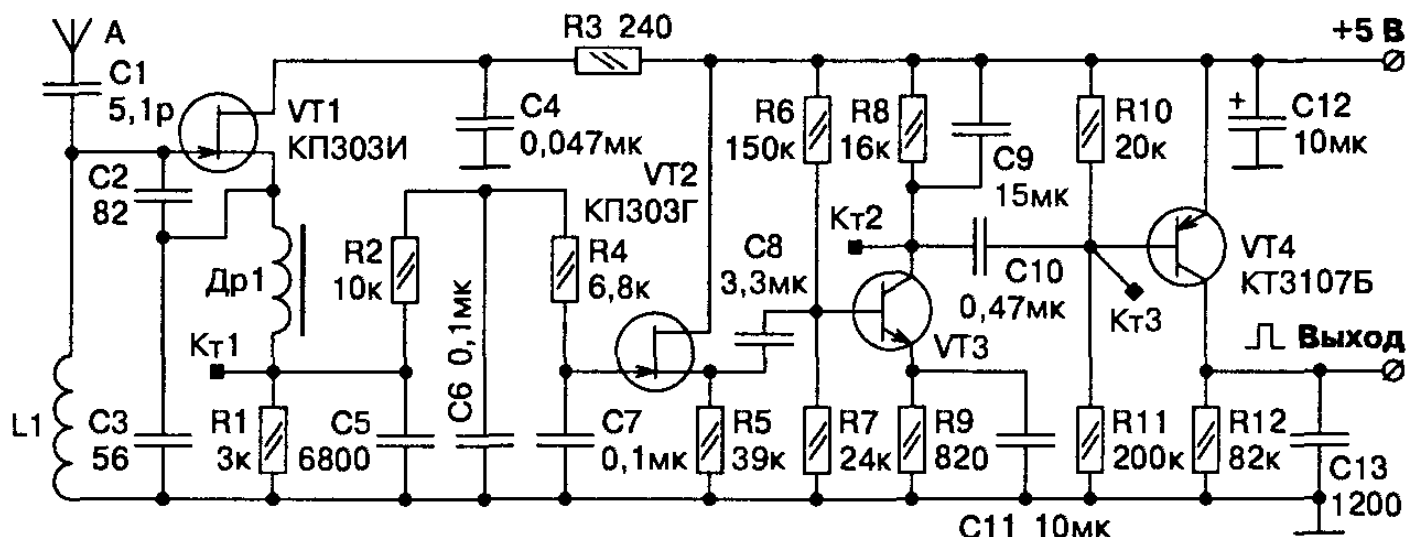 A
C1
5,1p
VT1
КП303И
C2
82
C3
56
L1
Др1
Кт1
R1
3к
R2
10к
C5
6800
C4
0,047мк
R3 240
C6 0,1мк
R4
6,8к
C7
0,1мк
VT2
КП303Г
R5
39к
C8
3,3мк
R6
150к
R7
24к
R8
16к
C9
15мк
Кт2
VT3
R9
820
C10
0,47мк
C11 10мк
R10
20к
Кт3
R11
200к
C12
+
10мк
VT4
КТ3107Б
R12
82к
C13
1200
+5 В
Выход